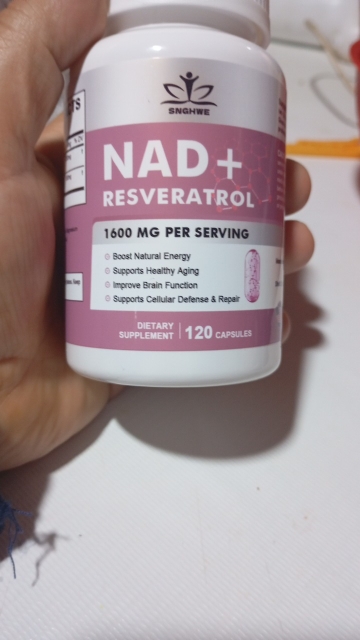 SNGHWE
NAD+
RESVERATROL
1600 MG PER SERVING
Boost Natural Energy
Supports Healthy Aging
Improve Brain Function
Supports Cellular Defense & Repair
DIETARY
SUPPLEMENT
120 CAPSULES